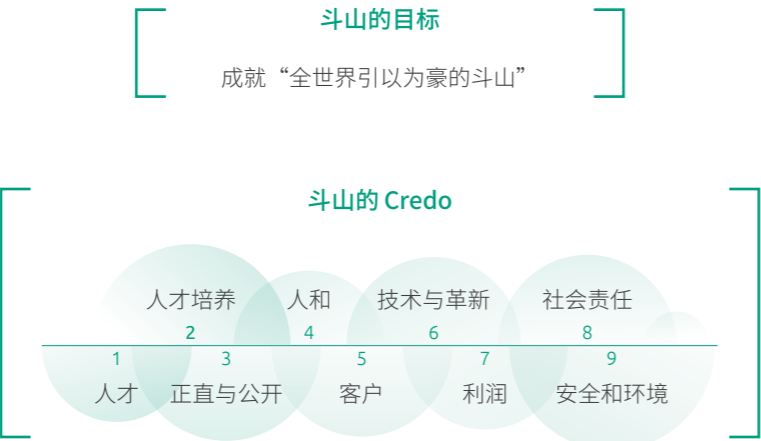 斗山的目标
成就“全世界引以为豪的斗山”
斗山的 Credo
人才培养 人和 技术与革新 社会责任
2 4 6 8
1 3 5 7 9
人才 正直与公开 客户 利润 安全和环境